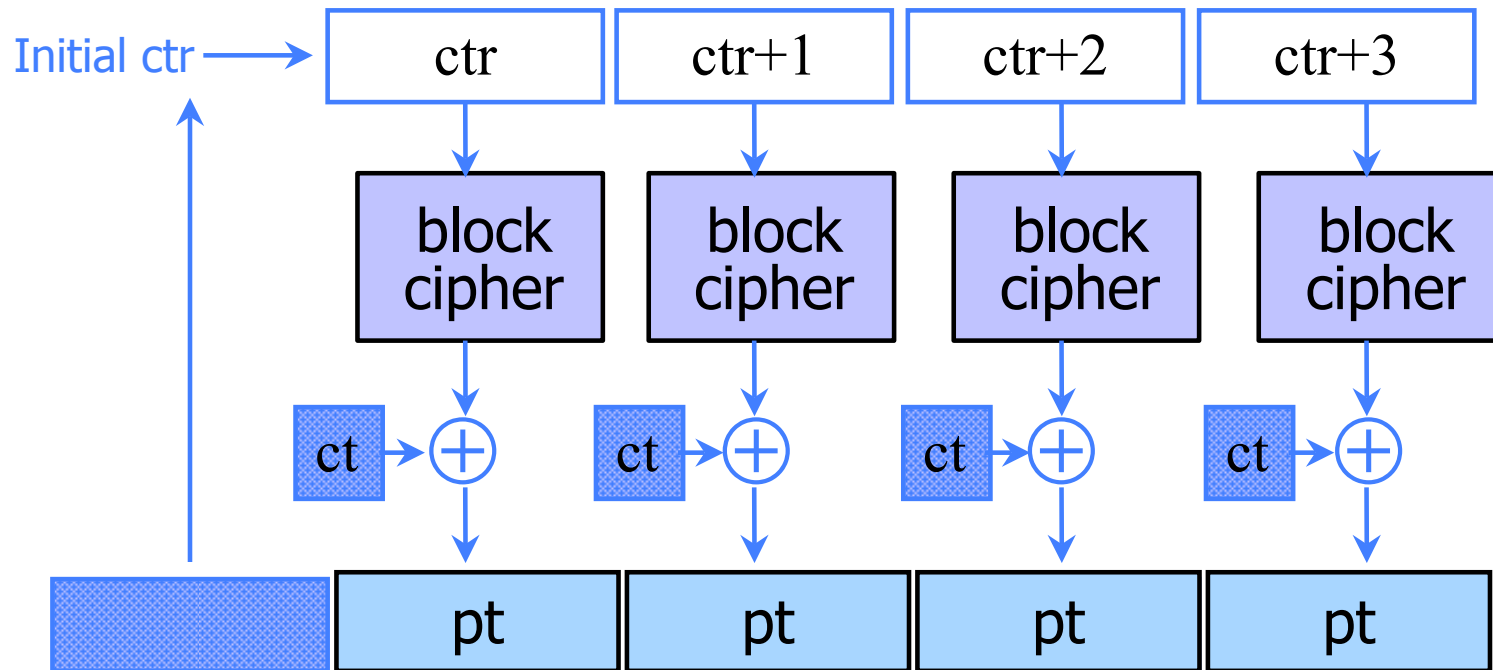 Initial ctr
ctr
ctr+1
ctr+2
ctr+3
block
cipher
block
cipher
block
cipher
block
cipher
ct
ct
ct
ct
pt
pt
pt
pt